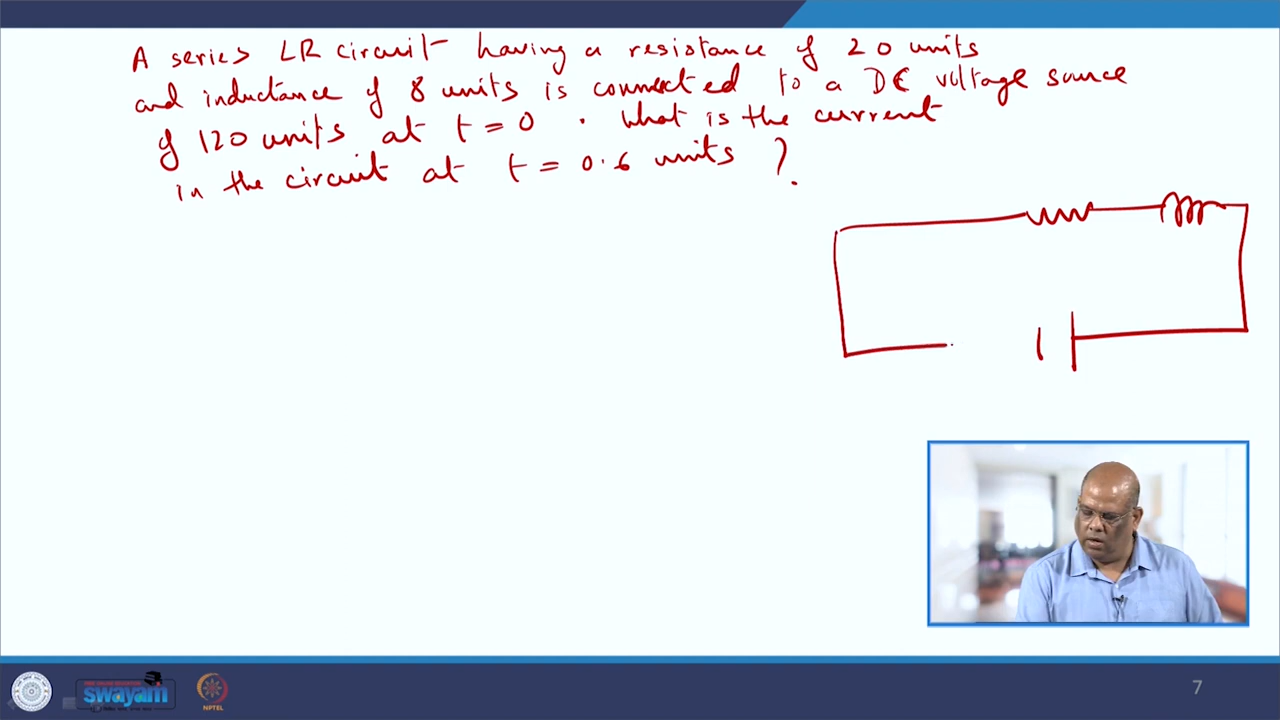 A series LR circuit having a resistance of 20 units
and inductance of 8 units is connected to a DC voltage source
of 120 units at t = 0 . What is the current
in the circuit at t = 0.6 units ?
swayam
NPTEL
7